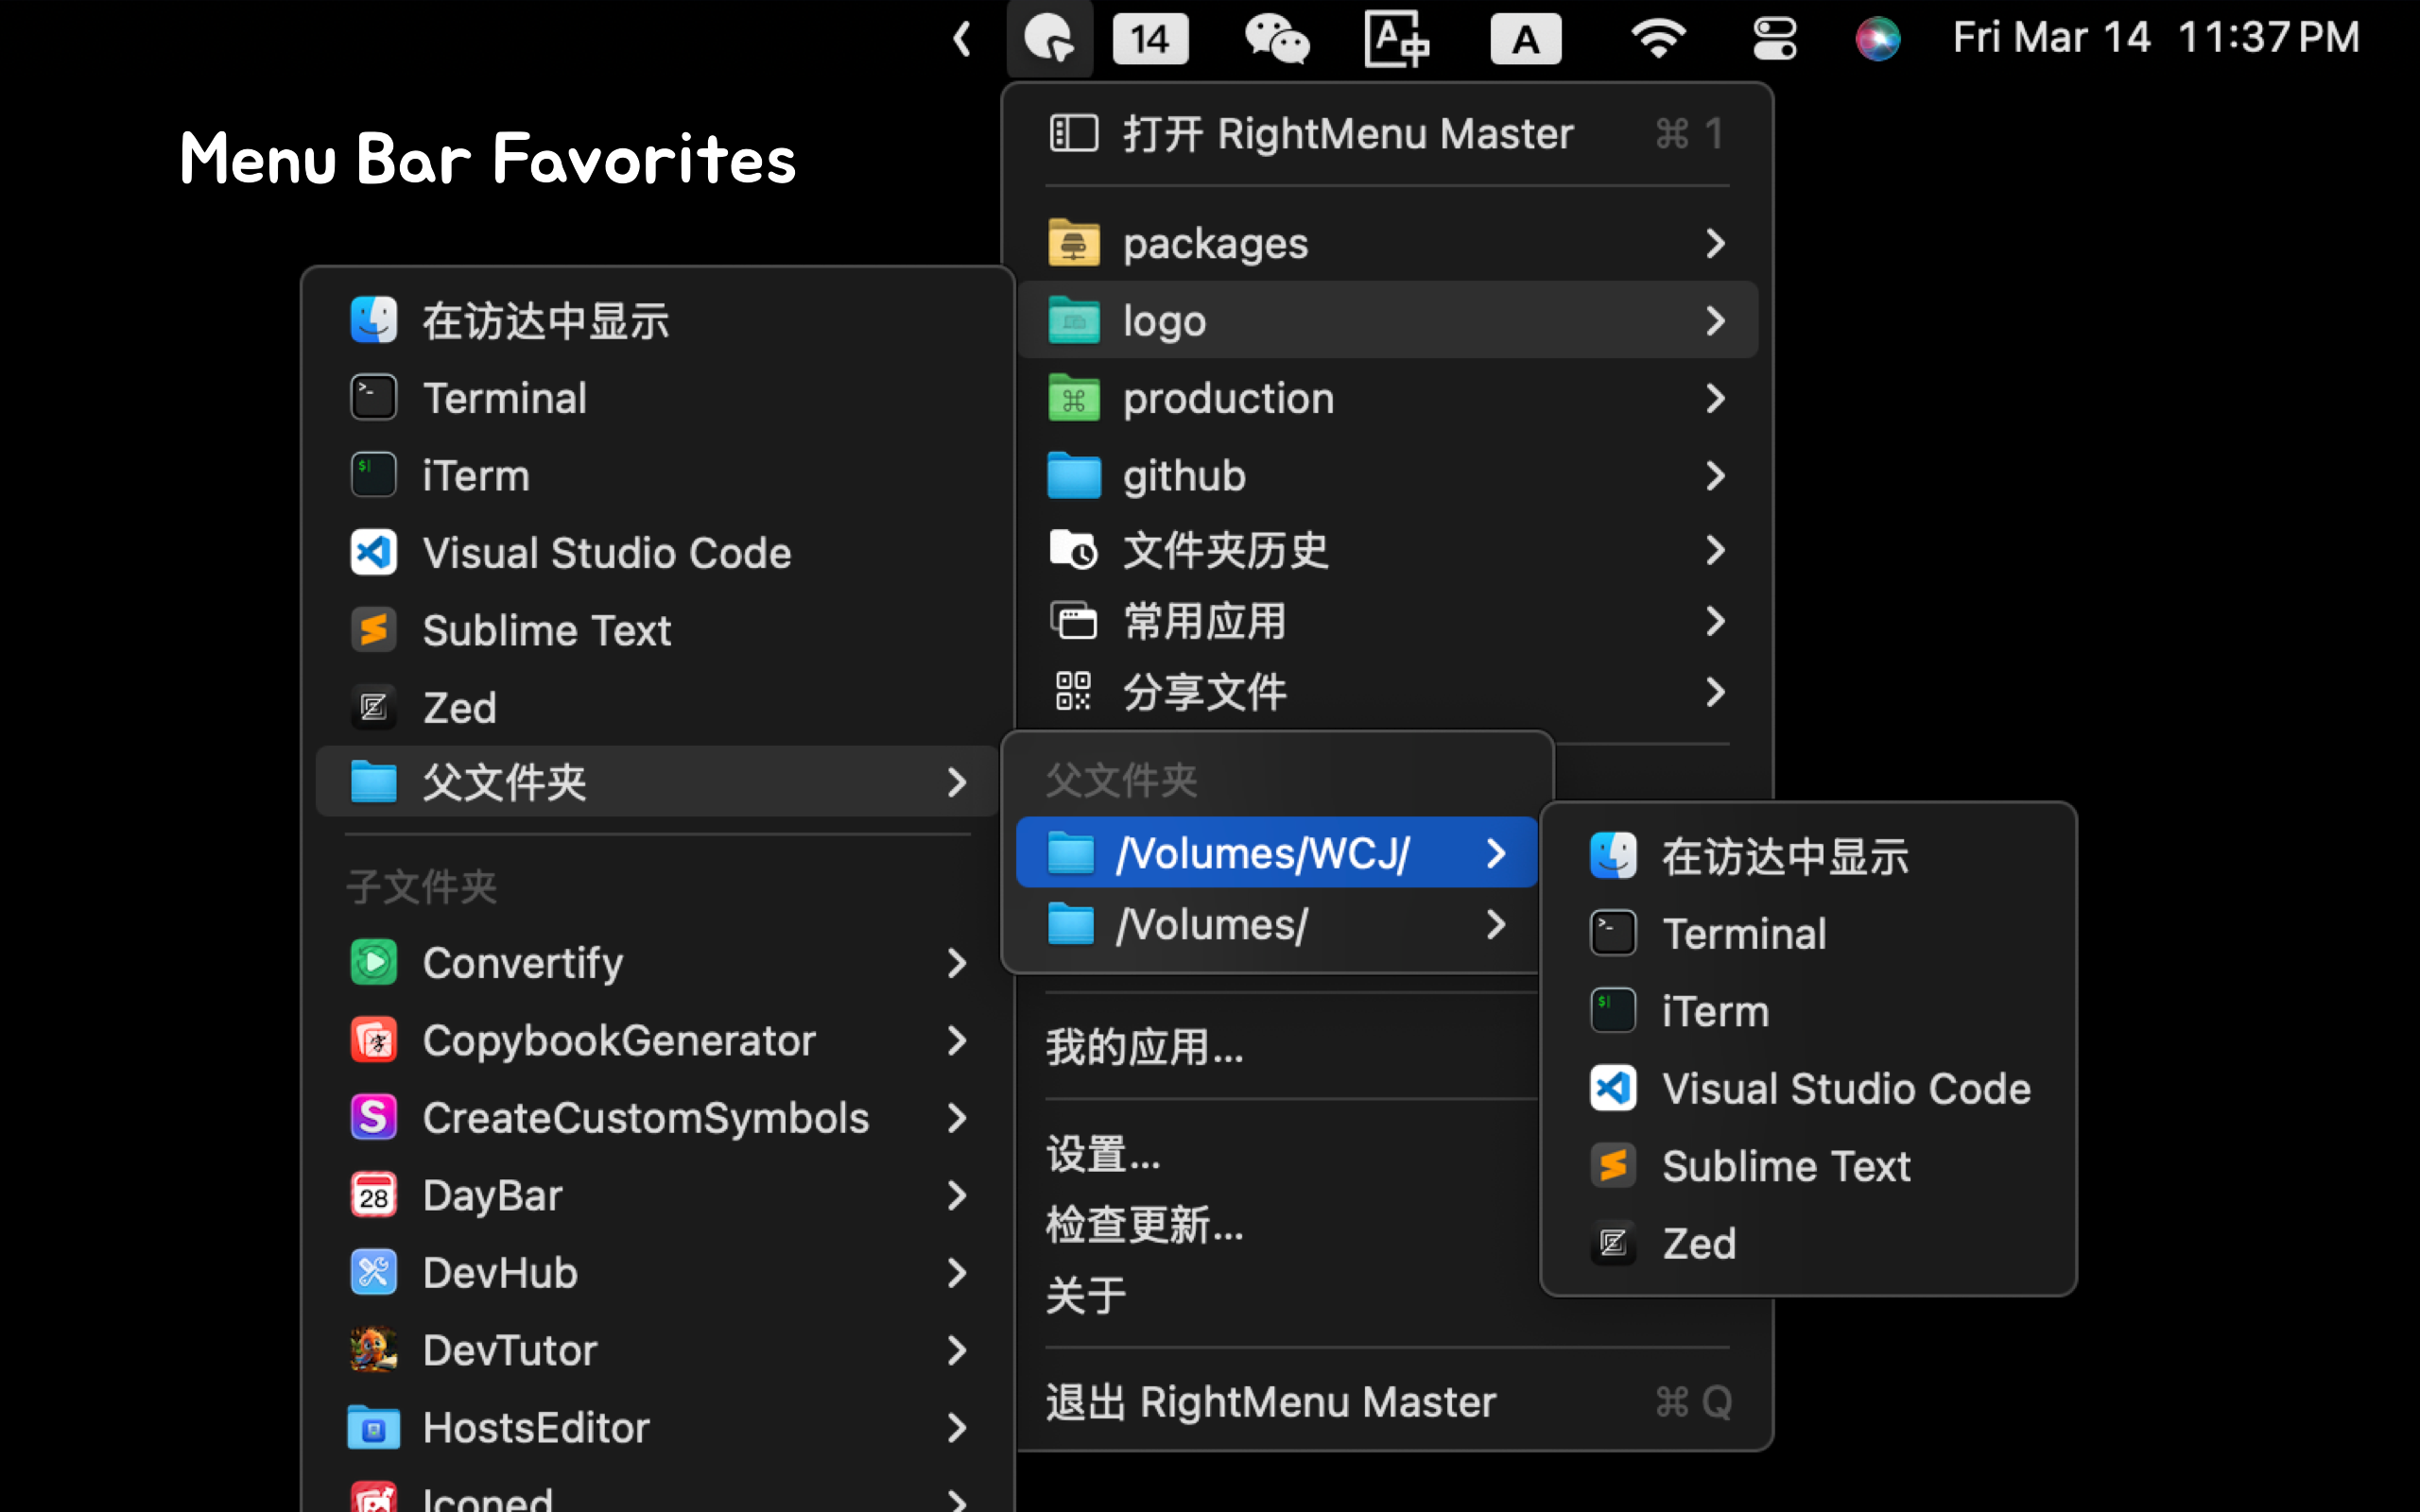 14
A中
A
Fri Mar 14 11:37 PM
Menu Bar Favorites
打开 RightMenu Master ⌘ 1
packages
logo
production
github
文件夹历史
常用应用
分享文件
在访达中显示
Terminal
iTerm
Visual Studio Code
Sublime Text
Zed
父文件夹
子文件夹
Convertify
CopybookGenerator
CreateCustomSymbols
DayBar
DevHub
DevTutor
HostsEditor
Iconed
父文件夹
/Volumes/WCJ/
/Volumes/
在访达中显示
Terminal
iTerm
Visual Studio Code
Sublime Text
Zed
我的应用...
设置...
检查更新...
关于
退出 RightMenu Master ⌘ Q